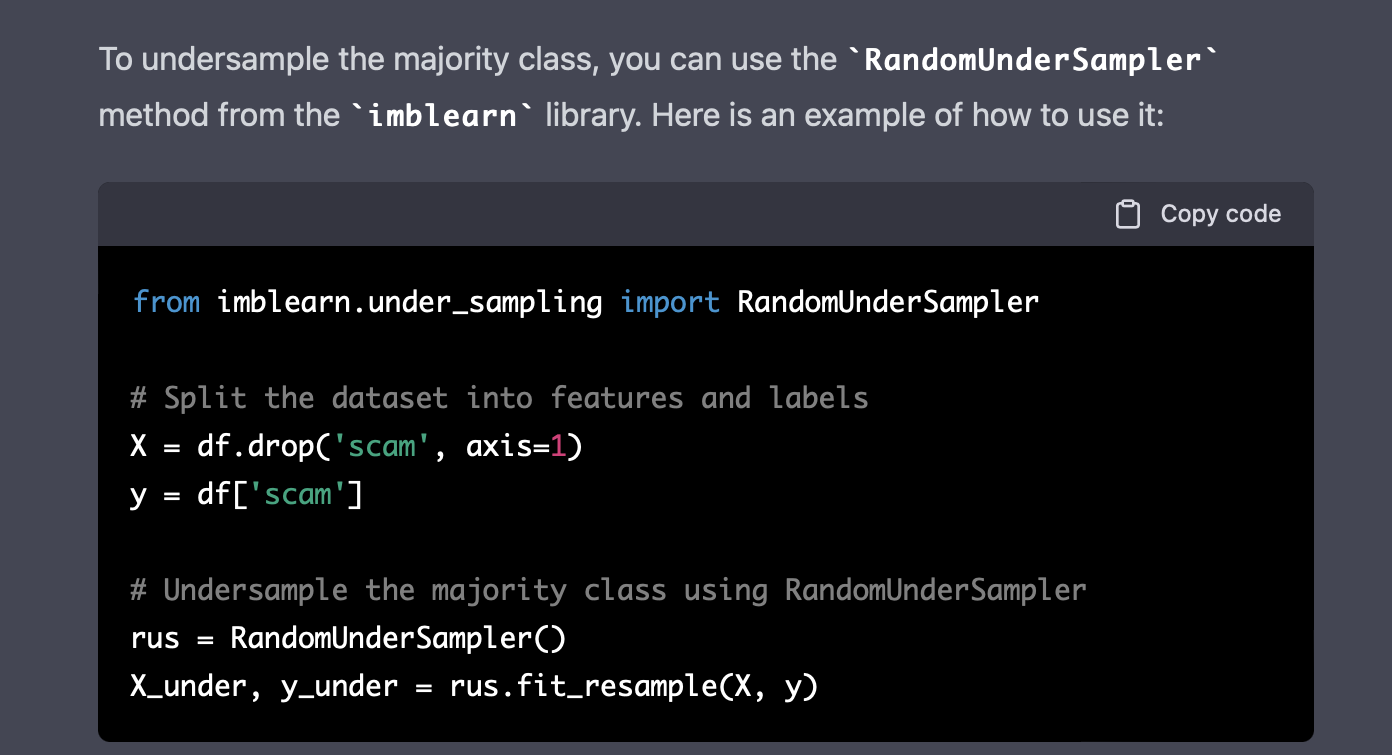 To undersample the majority class, you can use the `RandomUnderSampler`
method from the `imblearn` library. Here is an example of how to use it:
Copy code
from imblearn.under_sampling import RandomUnderSampler
# Split the dataset into features and labels
X = df.drop('scam', axis=1)
y = df['scam']
# Undersample the majority class using RandomUnderSampler
rus = RandomUnderSampler()
X_under, y_under = rus.fit_resample(X, y)